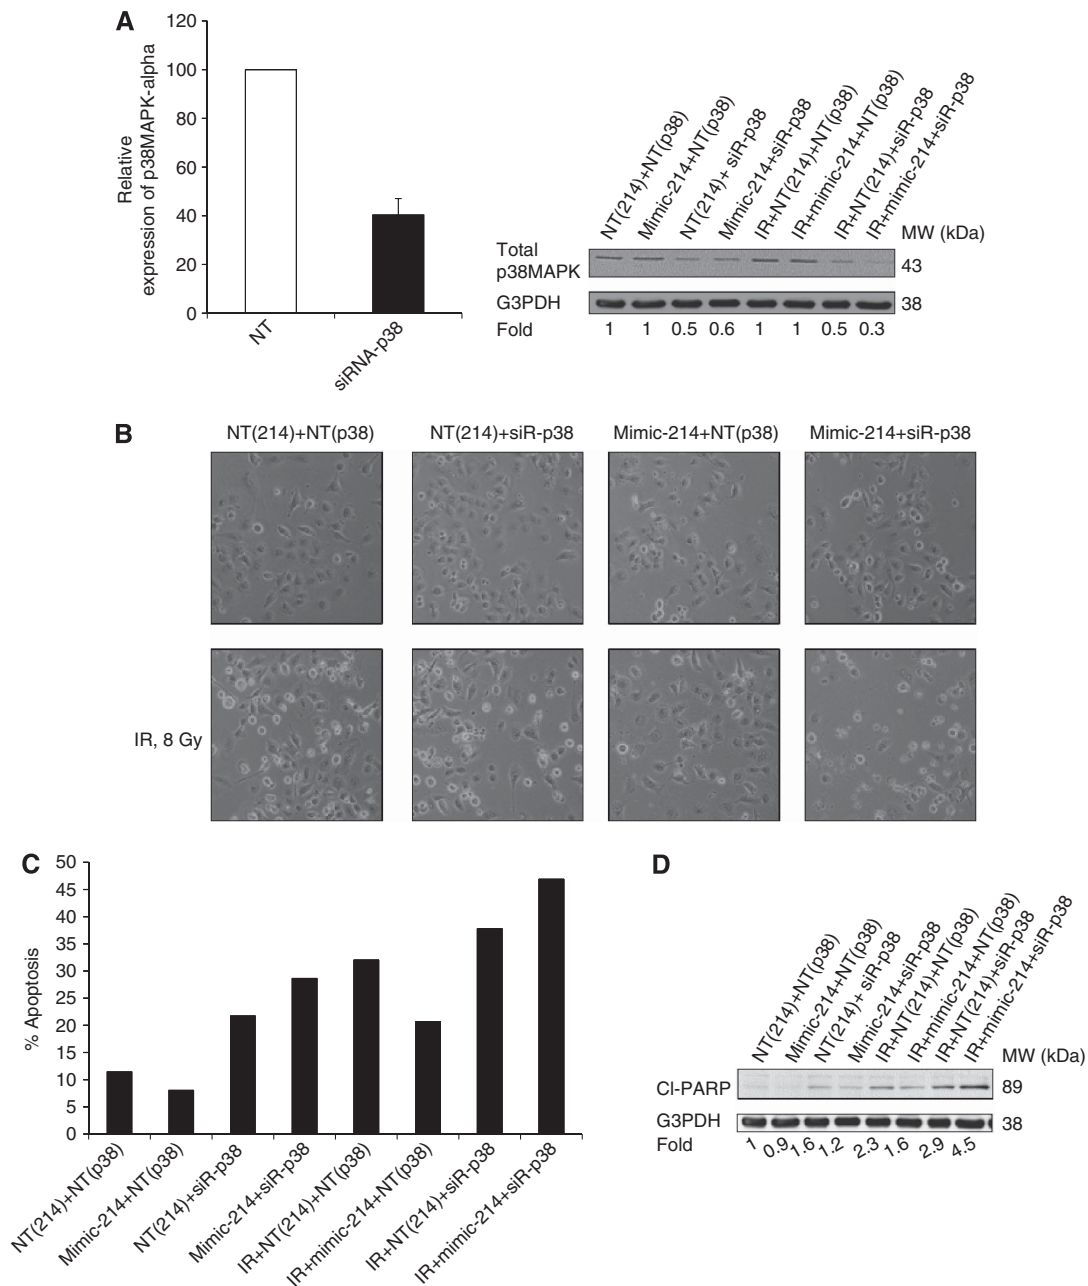 A
120
100
80
60
40
20
0
Relative
expression of p38MAPK-alpha
NT
siRNA-p38
NT(214)+NT(p38)
Mimic-214+NT(p38)
NT(214)+ siR-p38
Mimic-214+siR-p38
IR+NT(214)+NT(p38)
IR+mimic-214+NT(p38)
IR+NT(214)+siR-p38
IR+mimic-214+siR-p38
MW (kDa)
Total
p38MAPK
43
G3PDH
38
Fold
1 1 0.5 0.6 1 1 0.5 0.3
B
NT(214)+NT(p38) NT(214)+siR-p38 Mimic-214+NT(p38) Mimic-214+siR-p38
IR, 8 Gy
C
50
45
40
35
30
25
20
15
10
5
0
% Apoptosis
NT(214)+NT(p38)
Mimic-214+NT(p38)
NT(214)+siR-p38
Mimic-214+siR-p38
IR+NT(214)+NT(p38)
IR+mimic-214+NT(p38)
IR+NT(214)+siR-p38
IR+mimic-214+siR-p38
D
NT(214)+NT(p38)
Mimic-214+NT(p38)
NT(214)+ siR-p38
Mimic-214+siR-p38
IR+NT(214)+NT(p38)
IR+mimic-214+NT(p38)
IR+NT(214)+siR-p38
IR+mimic-214+siR-p38
MW (kDa)
Cl-PARP
89
G3PDH
38
Fold
1 0.9 1.6 1.2 2.3 1.6 2.9 4.5